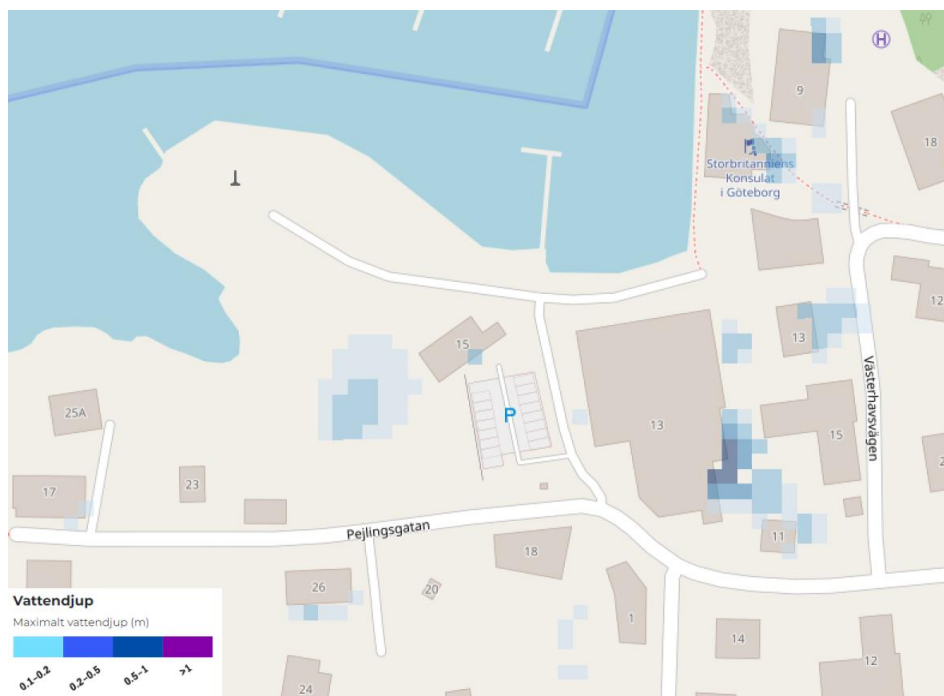 H
9
18
Storbritanniens
Konsulat
i Göteborg
12
15
13
P
25A
13
15
Västerhavsvägen
17
23
Pejlingsgatan
18
11
26
20
1
14
12
24
Vattendjup
Maximalt vattendjup (m)
0.1–0.2
0.2–0.5
0.5–1
>1